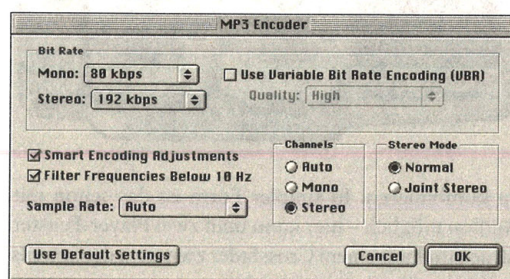 MP3 Encoder
Bit Rate
Mono: 80 kbps
Stereo: 192 kbps
Use Variable Bit Rate Encoding (VBR)
Quality: High
Smart Encoding Adjustments
Filter Frequencies Below 10 Hz
Sample Rate: Auto
Channels
Auto
Mono
Stereo
Stereo Mode
Normal
Joint Stereo
Use Default Settings
Cancel
OK